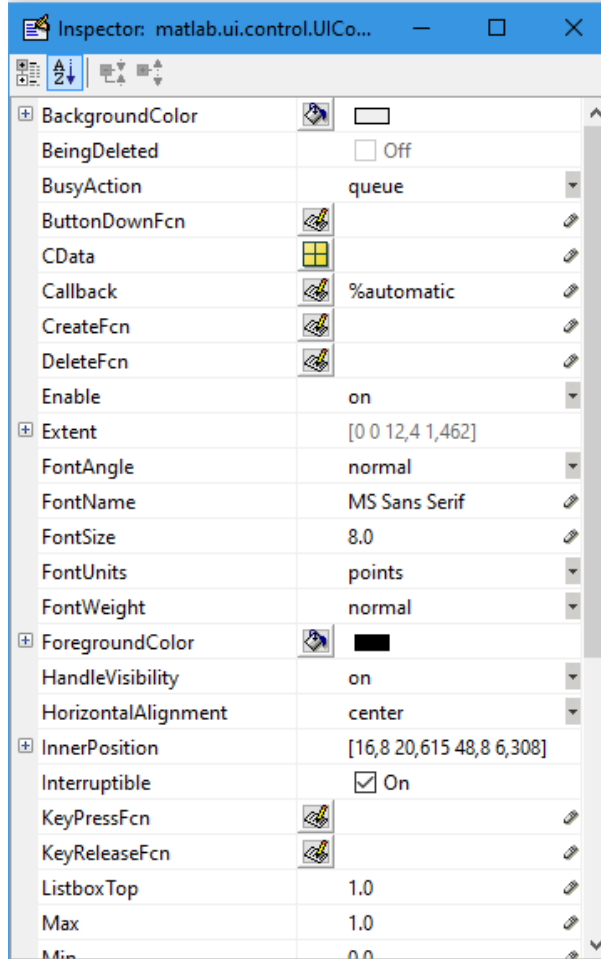 Inspector: matlab.ui.control.UICo...
BackgroundColor
BeingDeleted Off
BusyAction queue
ButtonDownFcn
CData
Callback %automatic
CreateFcn
DeleteFcn
Enable on
Extent [0 0 12,4 1,462]
FontAngle normal
FontName MS Sans Serif
FontSize 8.0
FontUnits points
FontWeight normal
ForegroundColor
HandleVisibility on
HorizontalAlignment center
InnerPosition [16,8 20,615 48,8 6,308]
Interruptible On
KeyPressFcn
KeyReleaseFcn
ListboxTop 1.0
Max 1.0
Min 0.0